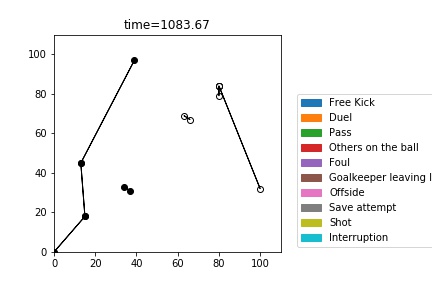 time=1083.67
100
80
60
40
20
0
0 20 40 60 80 100
Free Kick
Duel
Pass
Others on the ball
Foul
Goalkeeper leaving l
Offside
Save attempt
Shot
Interruption